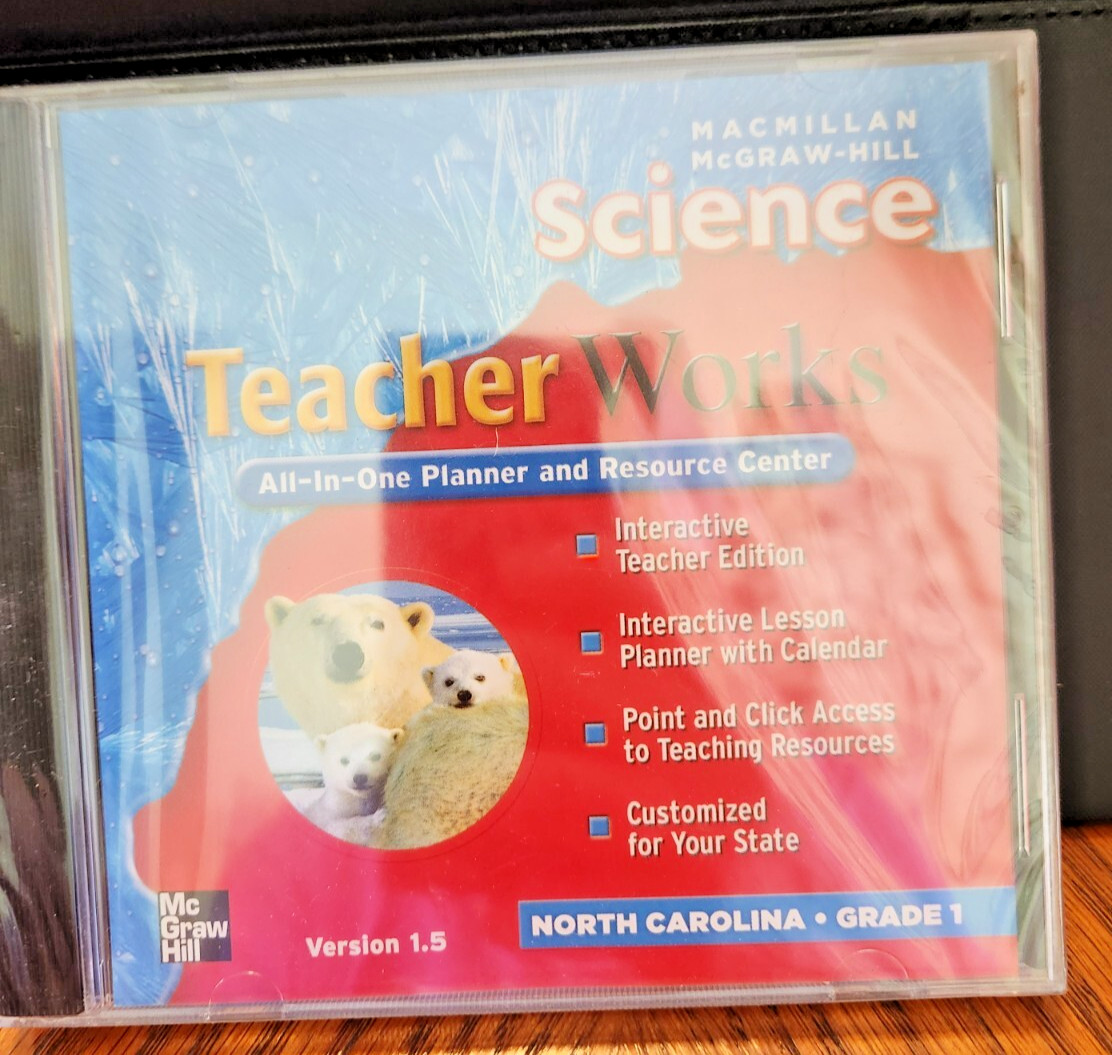 MACMILLAN
McGRAW-HILL
Science
Teacher Works
All-In-One Planner and Resource Center
Interactive
Teacher Edition
Interactive Lesson
Planner with Calendar
Point and Click Access
to Teaching Resources
Customized
for Your State
NORTH CAROLINA • GRADE 1
Mc
Graw
Hill
Version 1.5